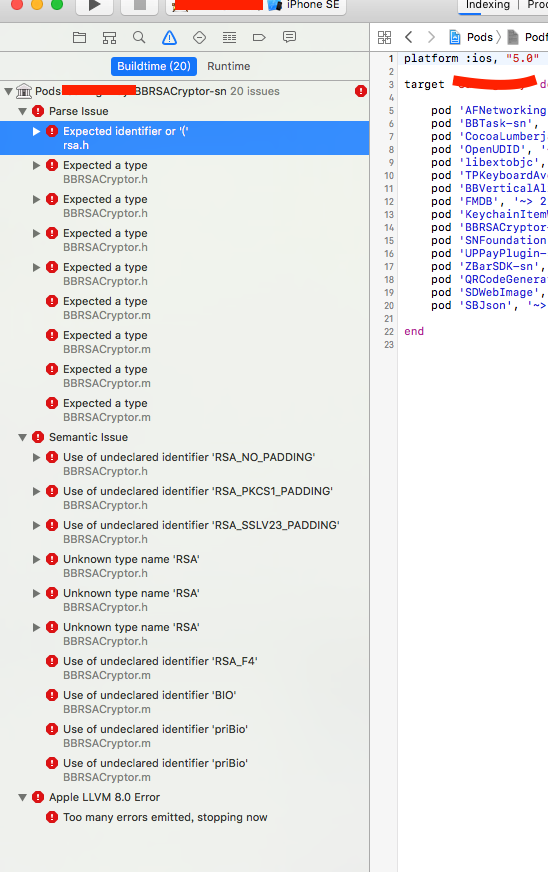 iPhone SE
Indexing
Buildtime (20)
Runtime
Pods
BBRSACryptor-sn 20 issues
Parse Issue
Expected identifier or '('
rsa.h
Expected a type
BBRSACryptor.h
Expected a type
BBRSACryptor.h
Expected a type
BBRSACryptor.h
Expected a type
BBRSACryptor.h
Expected a type
BBRSACryptor.m
Expected a type
BBRSACryptor.m
Expected a type
BBRSACryptor.m
Expected a type
BBRSACryptor.m
Semantic Issue
Use of undeclared identifier 'RSA_NO_PADDING'
BBRSACryptor.h
Use of undeclared identifier 'RSA_PKCS1_PADDING'
BBRSACryptor.h
Use of undeclared identifier 'RSA_SSLV23_PADDING'
BBRSACryptor.h
Unknown type name 'RSA'
BBRSACryptor.h
Unknown type name 'RSA'
BBRSACryptor.h
Unknown type name 'RSA'
BBRSACryptor.h
Use of undeclared identifier 'RSA_F4'
BBRSACryptor.m
Use of undeclared identifier 'BIO'
BBRSACryptor.m
Use of undeclared identifier 'priBio'
BBRSACryptor.m
Use of undeclared identifier 'priBio'
BBRSACryptor.m
Apple LLVM 8.0 Error
Too many errors emitted, stopping now
Pods
Podf
1 platform :ios, "5.0"
2
3 target
4
5 pod 'AFNetworking
6 pod 'BBTask-sn',
7 pod 'CocoaLumberj
8 pod 'OpenUDID', '
9 pod 'libextobjc',
10 pod 'TPKeyboardAv
11 pod 'BBVerticalAl
12 pod 'FMDB', '~> 2
13 pod 'KeychainItem
14 pod 'BBRSACryptor-
15 pod 'SNFoundation
16 pod 'UPPayPlugin-
17 pod 'ZBarSDK-sn',
18 pod 'QRCodeGenera
19 pod 'SDWebImage',
20 pod 'SBJson', '~>
21
22 end
23